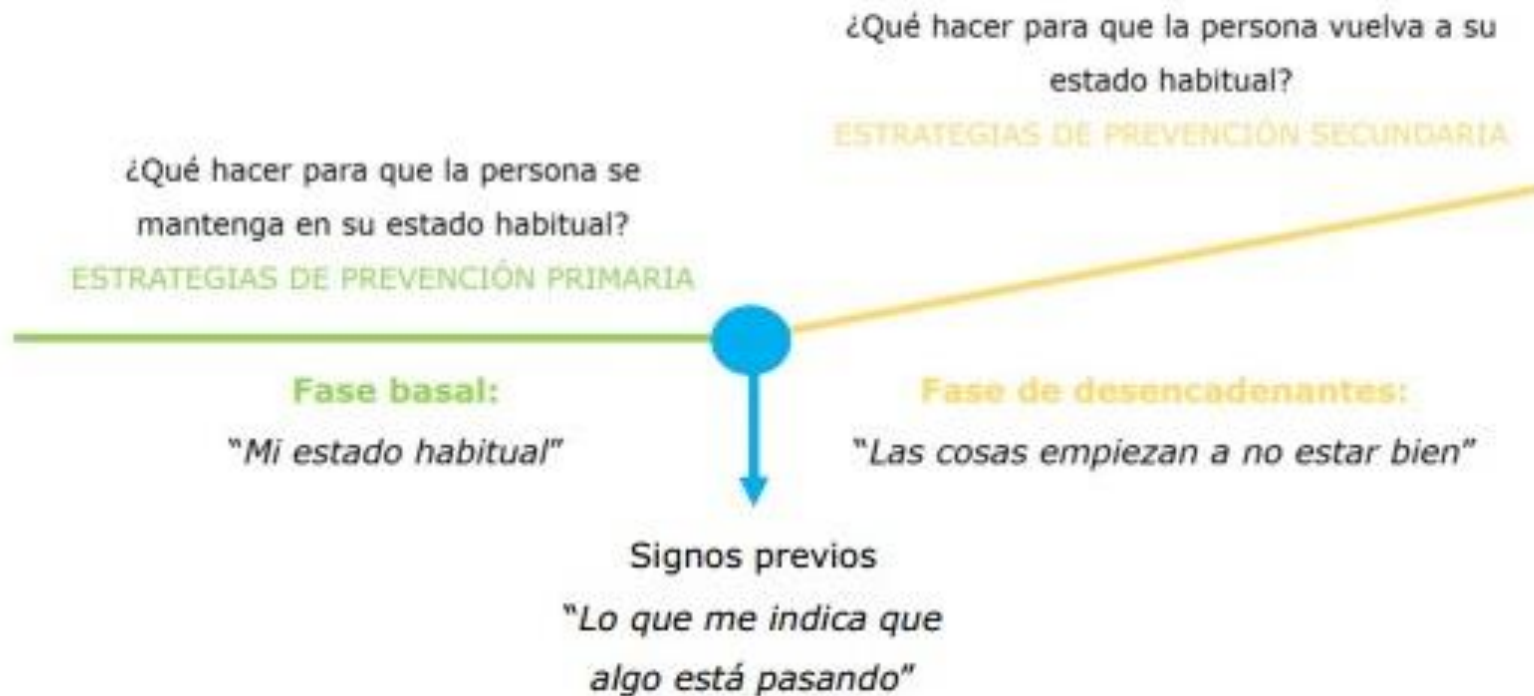 ¿Qué hacer para que la persona vuelva a su
estado habitual?
ESTRATEGIAS DE PREVENCIÓN SECUNDARIA
¿Qué hacer para que la persona se
mantenga en su estado habitual?
ESTRATEGIAS DE PREVENCIÓN PRIMARIA
Fase basal:
"Mi estado habitual"
Fase de desencadenantes:
"Las cosas empiezan a no estar bien"
Signos previos
"Lo que me indica que
algo está pasando"